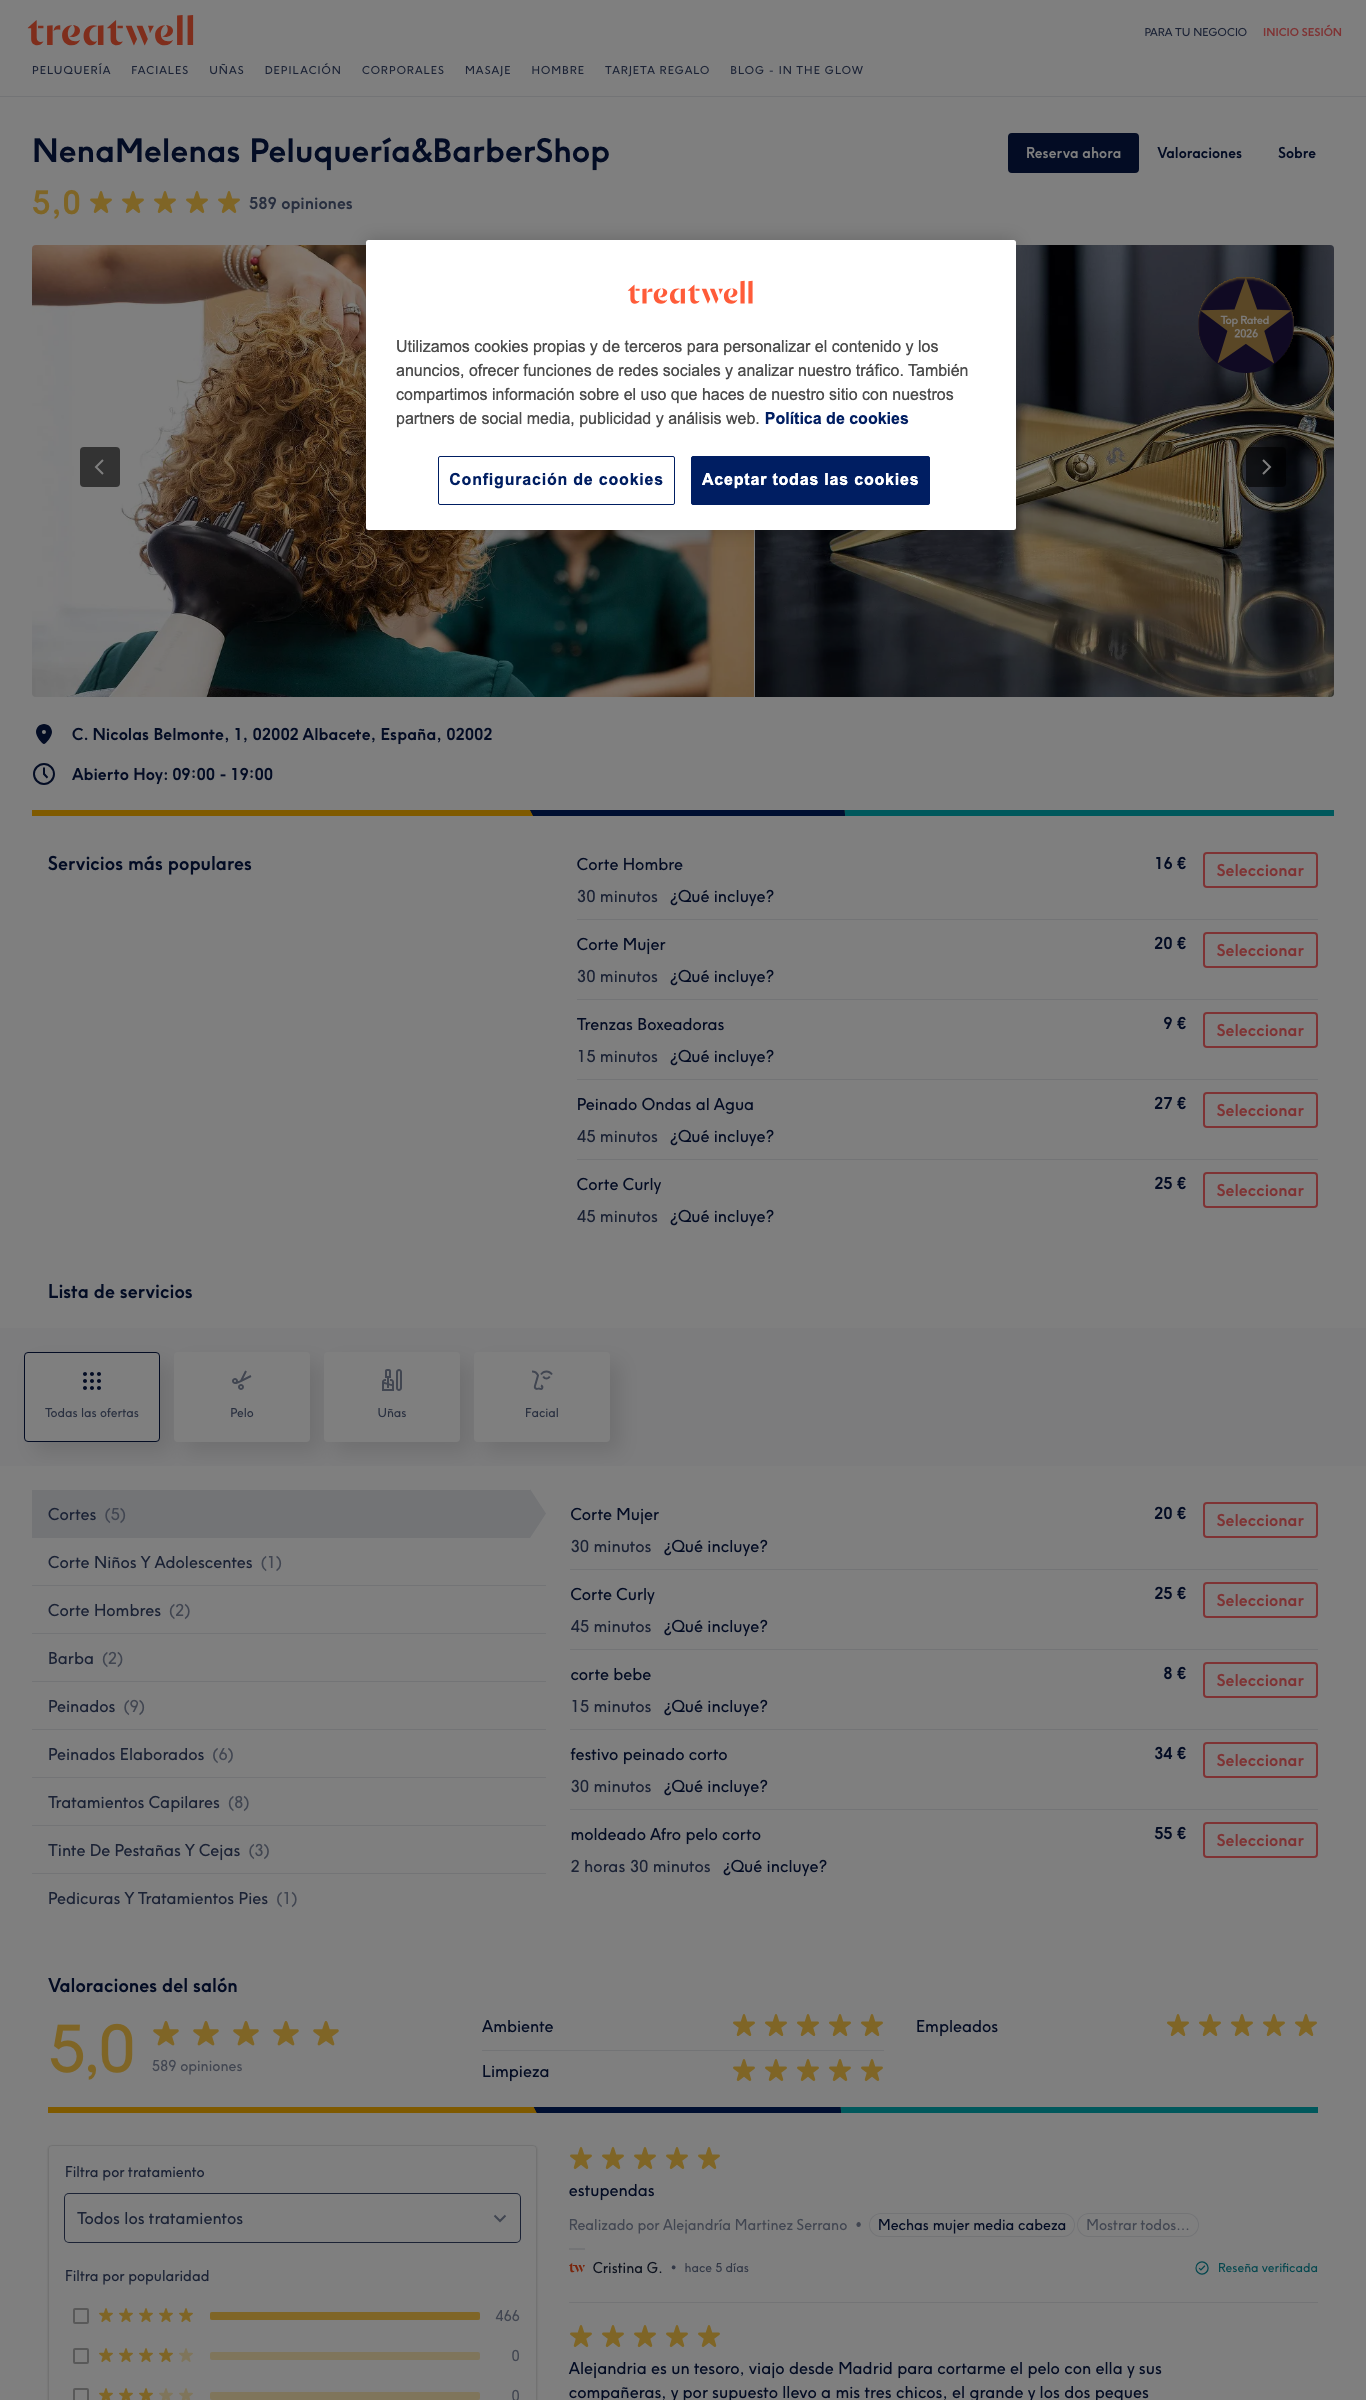 treatwell
PARA TU NEGOCIO
INICIO SESIÓN
PELUQUERÍA
FACIALES
UÑAS
DEPILACIÓN
CORPORALES
MASAJE
HOMBRE
TARJETA REGALO
BLOG - IN THE GLOW
NenaMelenas Peluquería&BarberShop
Reserva ahora
Valoraciones
Sobre
5,0
589 opiniones
Top Rated
2026
treatwell
Utilizamos cookies propias y de terceros para personalizar el contenido y los
anuncios, ofrecer funciones de redes sociales y analizar nuestro tráfico. También
compartimos información sobre el uso que haces de nuestro sitio con nuestros
partners de social media, publicidad y análisis web. Política de cookies
Configuración de cookies
Aceptar todas las cookies
C. Nicolas Belmonte, 1, 02002 Albacete, España, 02002
Abierto Hoy: 09:00 - 19:00
Servicios más populares
Corte Hombre
16 €
Seleccionar
30 minutos ¿Qué incluye?
Corte Mujer
20 €
Seleccionar
30 minutos ¿Qué incluye?
Trenzas Boxeadoras
9 €
Seleccionar
15 minutos ¿Qué incluye?
Peinado Ondas al Agua
27 €
Seleccionar
45 minutos ¿Qué incluye?
Corte Curly
25 €
Seleccionar
45 minutos ¿Qué incluye?
Lista de servicios
Todas las ofertas
Pelo
Uñas
Facial
Cortes (5)
Corte Niños Y Adolescentes (1)
Corte Hombres (2)
Barba (2)
Peinados (9)
Peinados Elaborados (6)
Tratamientos Capilares (8)
Tinte De Pestañas Y Cejas (3)
Pedicuras Y Tratamientos Pies (1)
Corte Mujer
20 €
Seleccionar
30 minutos ¿Qué incluye?
Corte Curly
25 €
Seleccionar
45 minutos ¿Qué incluye?
corte bebe
8 €
Seleccionar
15 minutos ¿Qué incluye?
festivo peinado corto
34 €
Seleccionar
30 minutos ¿Qué incluye?
moldeado Afro pelo corto
55 €
Seleccionar
2 horas 30 minutos ¿Qué incluye?
Valoraciones del salón
5,0
589 opiniones
Ambiente
Limpieza
Empleados
Filtra por tratamiento
Todos los tratamientos
Filtra por popularidad
466
0
0
estupendas
Realizado por Alejandría Martinez Serrano • Mechas mujer media cabeza Mostrar todos...
tw Cristina G. • hace 5 días
Reseña verificada
Alejandria es un tesoro, viajo desde Madrid para cortarme el pelo con ella y sus
compañeras, y por supuesto llevo a mis tres chicos, el grande y los dos peques